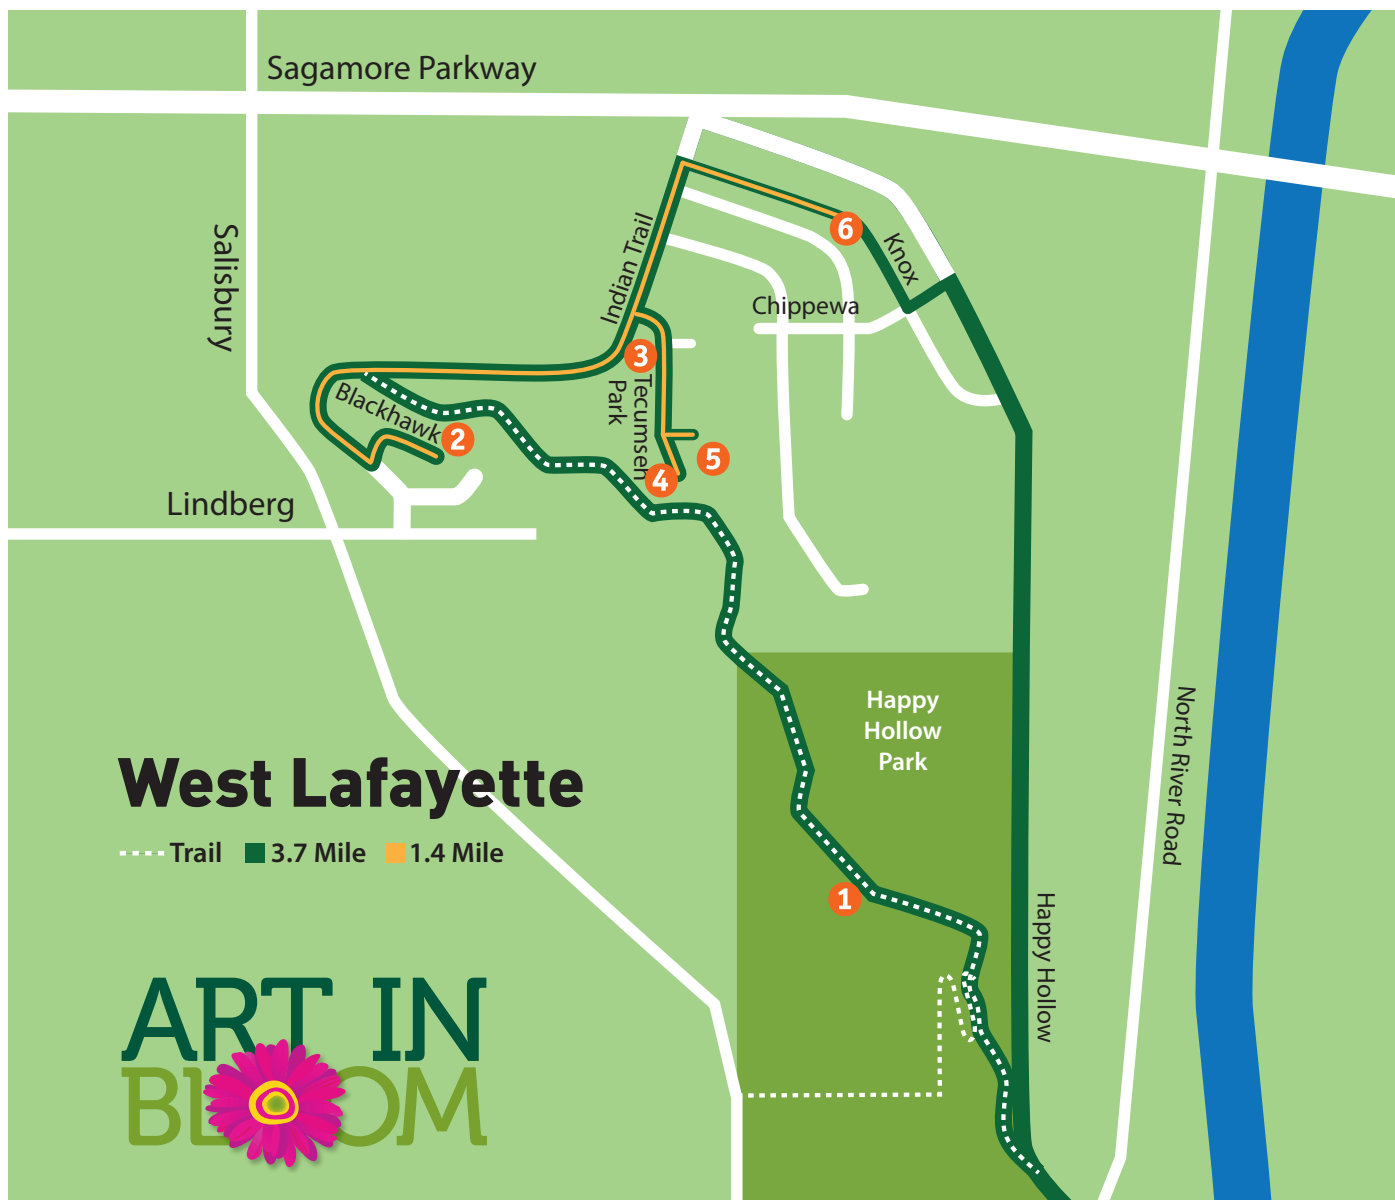 Sagamore Parkway
Salisbury
Indian Trail
6
Knox
Chippewa
3
Tecumseh
Park
Blackhawk
2
5
4
Lindberg
Happy
Hollow
Park
North River Road
West Lafayette
Trail 3.7 Mile 1.4 Mile
1
Happy Hollow
ART IN
BLOOM